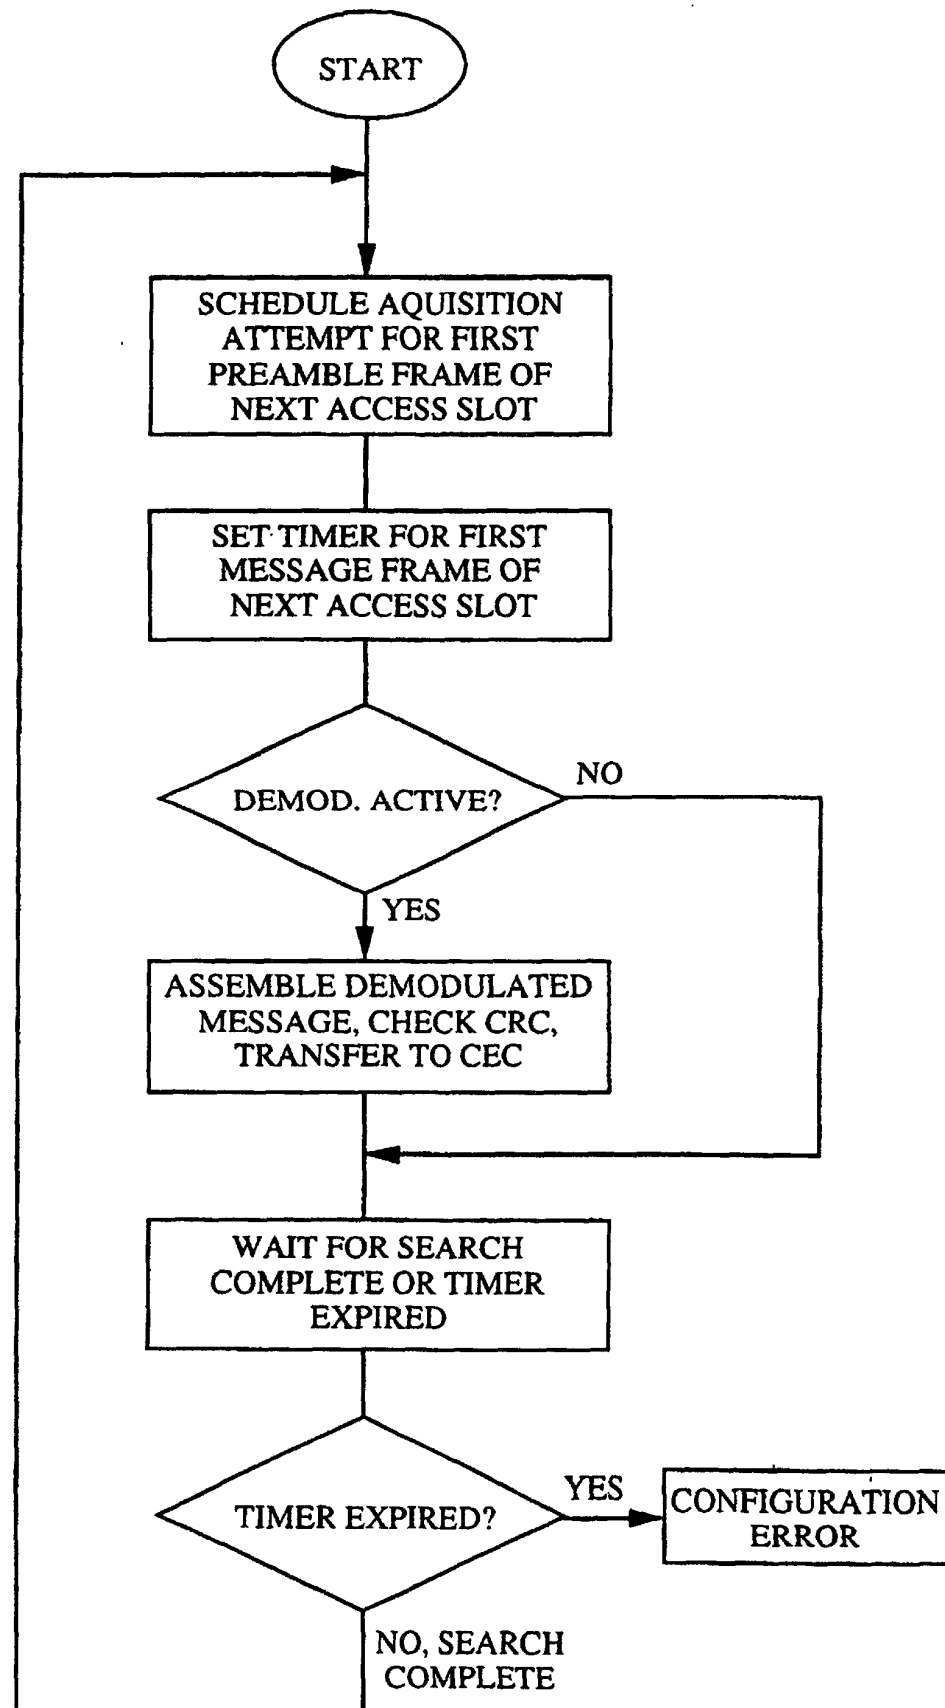 START
SCHEDULE AQUISITION
ATTEMPT FOR FIRST
PREAMBLE FRAME OF
NEXT ACCESS SLOT
SET TIMER FOR FIRST
MESSAGE FRAME OF
NEXT ACCESS SLOT
DEMOD. ACTIVE?
NO
YES
ASSEMBLE DEMODULATED
MESSAGE, CHECK CRC,
TRANSFER TO CEC
WAIT FOR SEARCH
COMPLETE OR TIMER
EXPIRED
TIMER EXPIRED?
YES
CONFIGURATION
ERROR
NO, SEARCH
COMPLETE